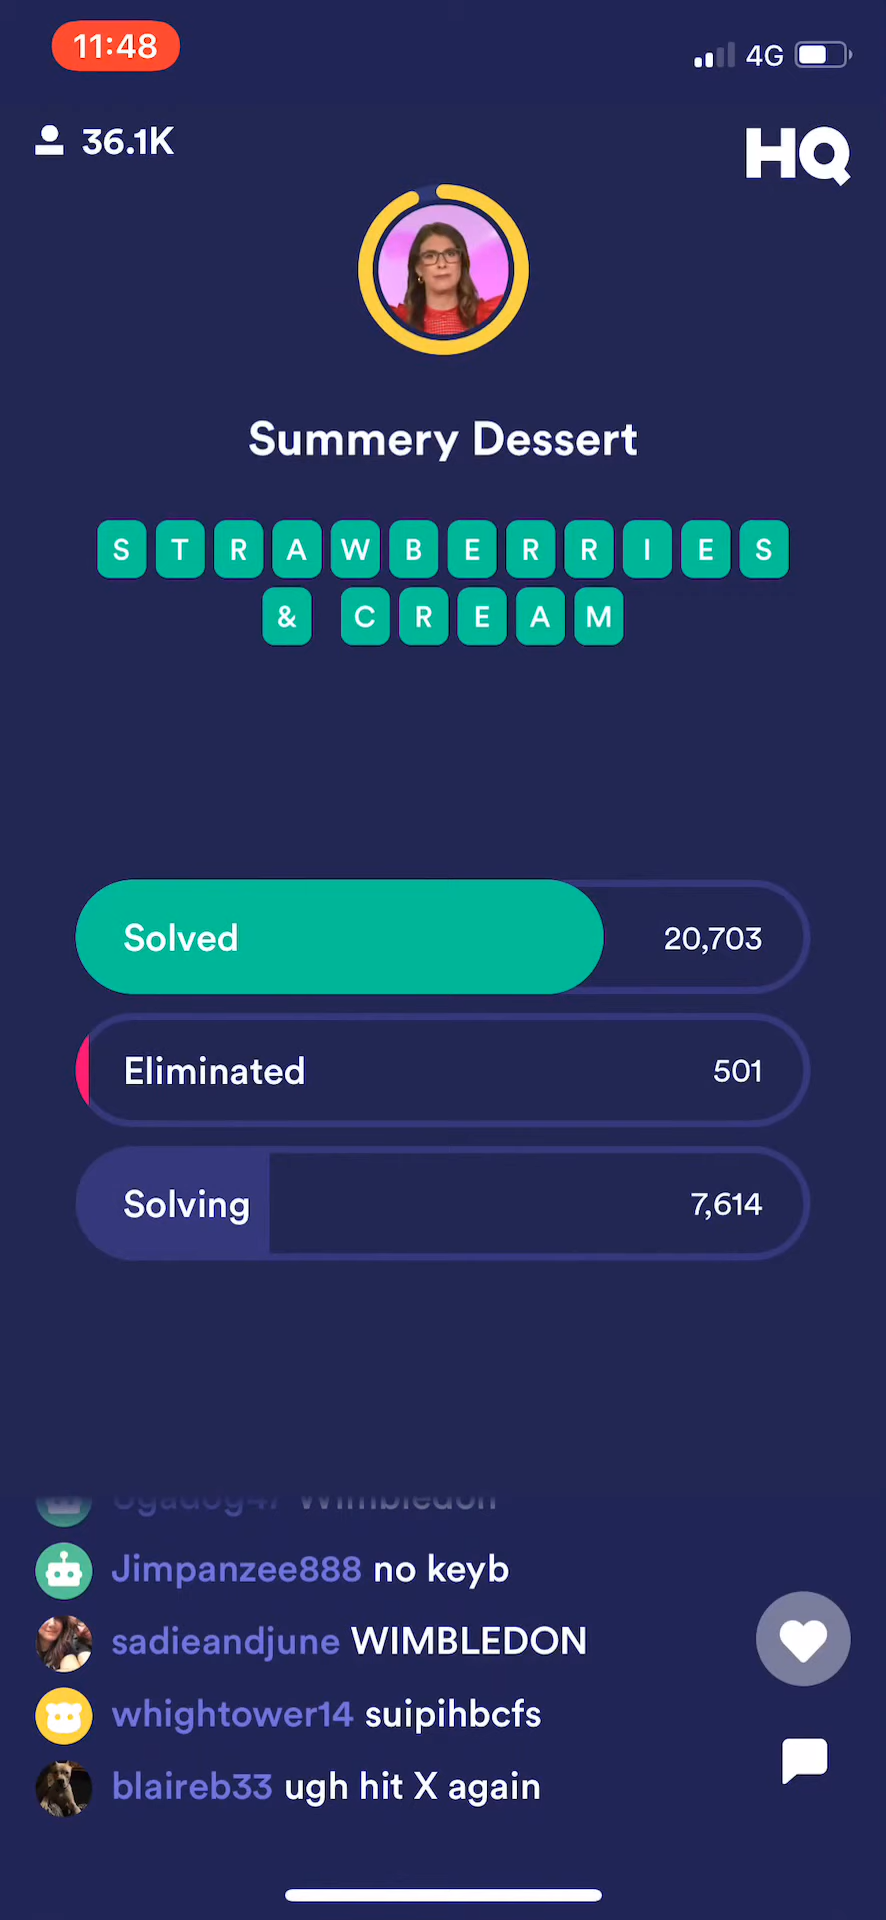 11:48
4G
36.1K
HQ
Summery Dessert
STRAWBERRIES
& CREAM
Solved 20,703
Eliminated 501
Solving 7,614
Wimbledon
Jimpanzee888 no keyb
sadieandjune WIMBLEDON
whightower14 suipihbcfs
blaireb33 ugh hit X again